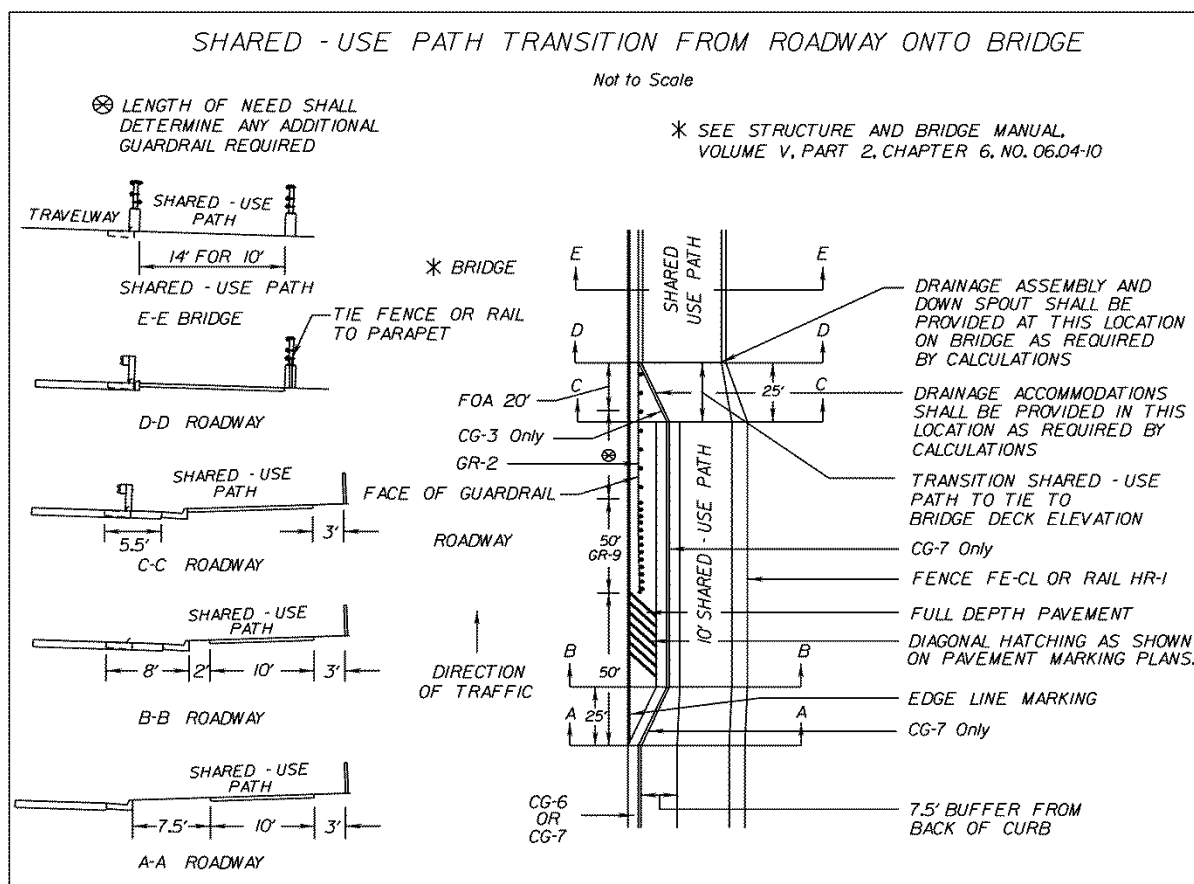 SHARED - USE PATH TRANSITION FROM ROADWAY ONTO BRIDGE
Not to Scale
⊗ LENGTH OF NEED SHALL
DETERMINE ANY ADDITIONAL
GUARDRAIL REQUIRED
* SEE STRUCTURE AND BRIDGE MANUAL,
VOLUME V, PART 2, CHAPTER 6, NO. 06.04-10
TRAVELWAY
SHARED - USE
PATH
14' FOR 10'
SHARED - USE PATH
E-E BRIDGE
TIE FENCE OR RAIL
TO PARAPET
D-D ROADWAY
SHARED - USE
PATH
5.5'
3'
C-C ROADWAY
SHARED - USE
PATH
8'
2'
10'
3'
B-B ROADWAY
SHARED - USE
PATH
7.5'
10'
3'
A-A ROADWAY
* BRIDGE
E
E
SHARED
USE PATH
D
D
C
C
FOA 20'
25'
CG-3 Only
⊗
GR-2
FACE OF GUARDRAIL
ROADWAY
50'
GR-9
10' SHARED - USE PATH
DIRECTION
OF TRAFFIC
50'
B
B
A
A
25'
CG-6
OR
CG-7
DRAINAGE ASSEMBLY AND
DOWN SPOUT SHALL BE
PROVIDED AT THIS LOCATION
ON BRIDGE AS REQUIRED
BY CALCULATIONS
DRAINAGE ACCOMMODATIONS
SHALL BE PROVIDED IN THIS
LOCATION AS REQUIRED BY
CALCULATIONS
TRANSITION SHARED - USE
PATH TO TIE TO
BRIDGE DECK ELEVATION
CG-7 Only
FENCE FE-CL OR RAIL HR-1
FULL DEPTH PAVEMENT
DIAGONAL HATCHING AS SHOWN
ON PAVEMENT MARKING PLANS.
EDGE LINE MARKING
CG-7 Only
7.5' BUFFER FROM
BACK OF CURB